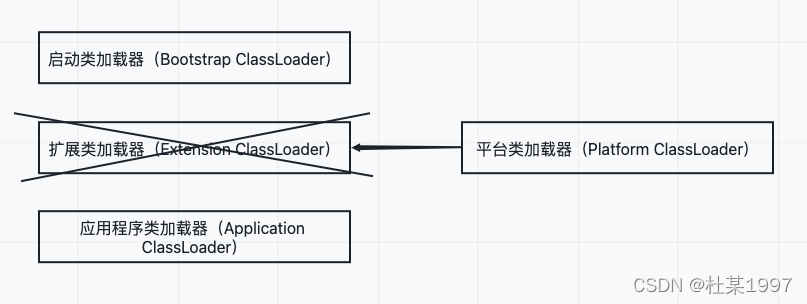 启动类加载器（Bootstrap ClassLoader）
扩展类加载器（Extension ClassLoader）
平台类加载器（Platform ClassLoader）
应用程序类加载器（Application
ClassLoader）
CSDN @杜某1997